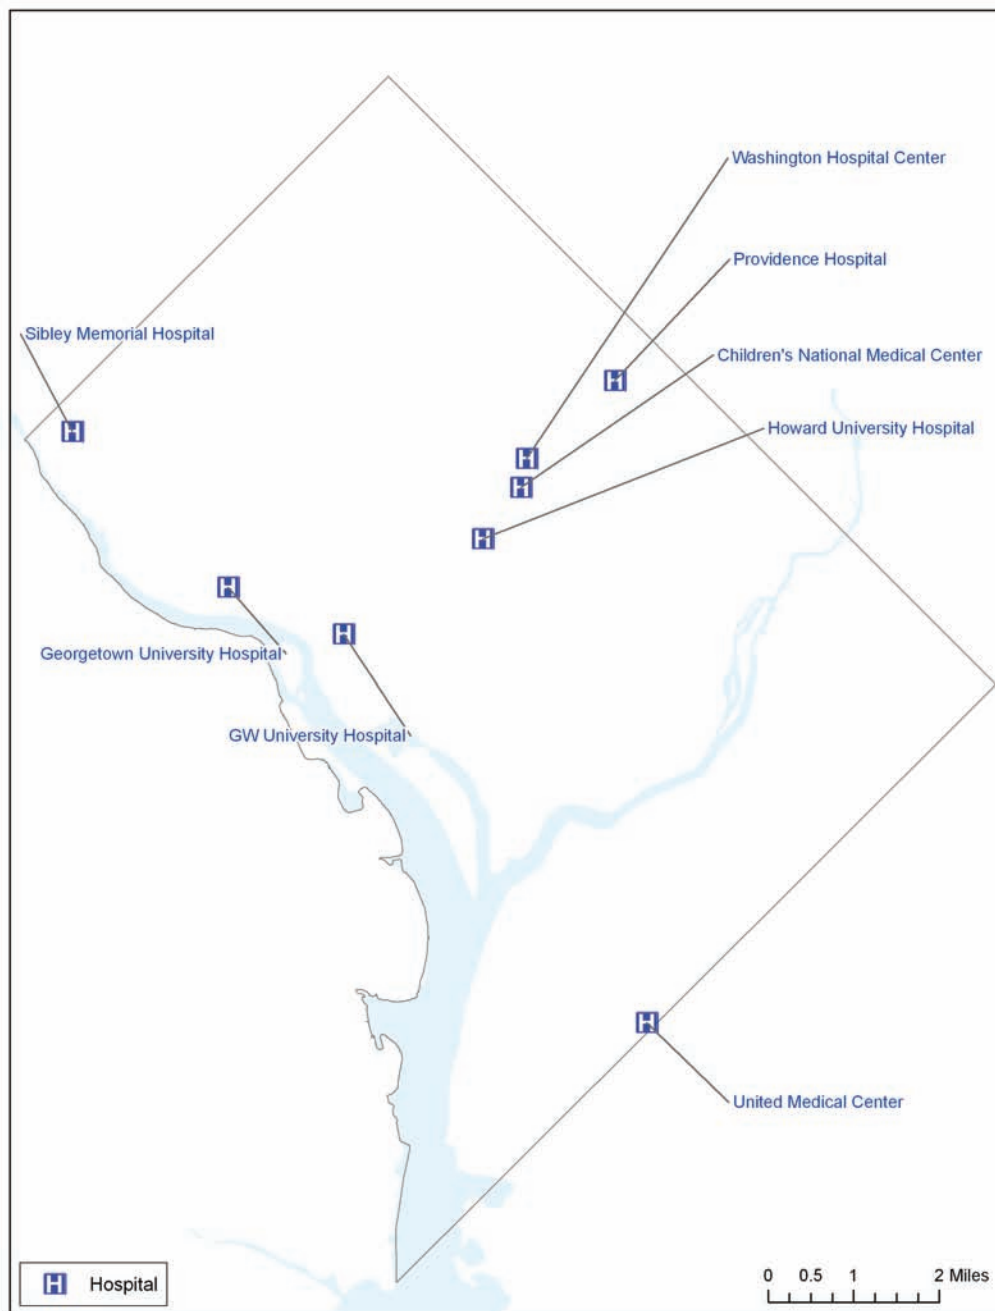 Washington Hospital Center
Providence Hospital
Sibley Memorial Hospital
Children's National Medical Center
Howard University Hospital
Georgetown University Hospital
GW University Hospital
United Medical Center
H Hospital
0 0.5 1 2 Miles